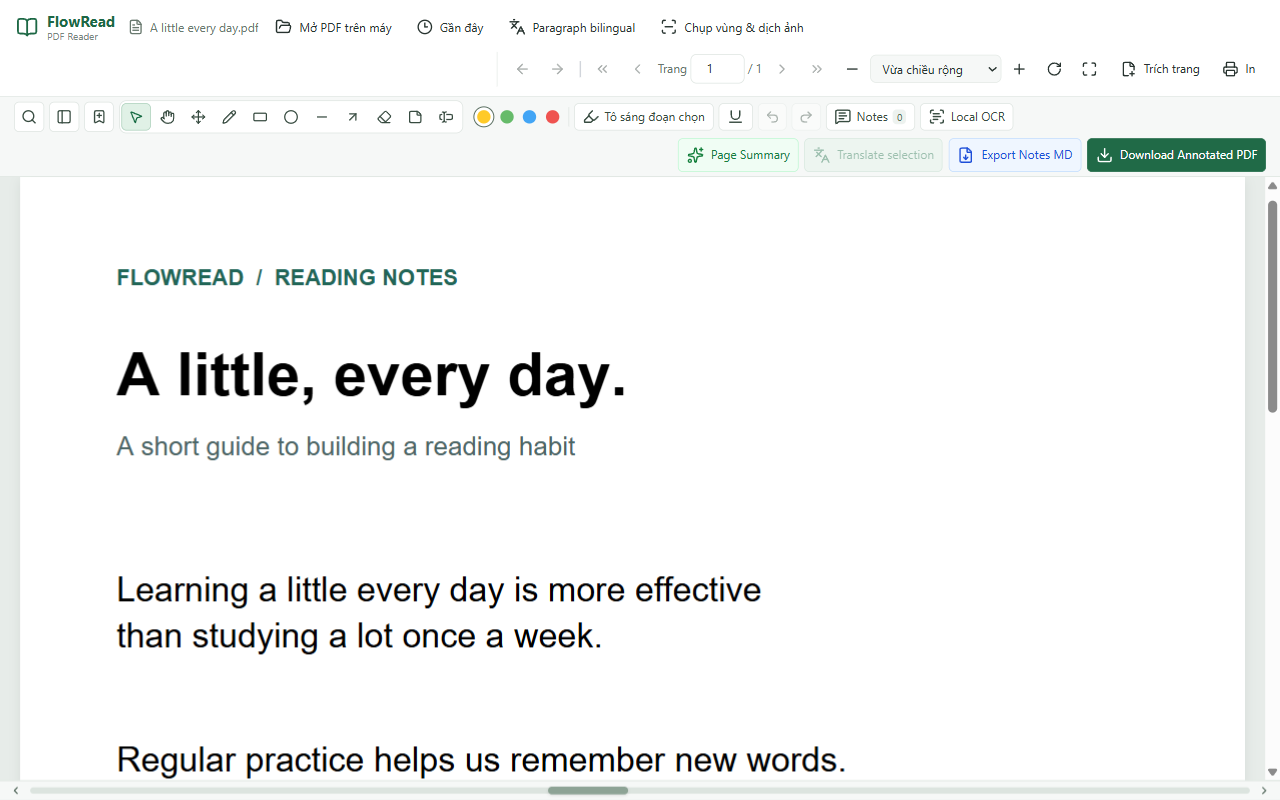 FlowRead
PDF Reader
A little every day.pdf
Mở PDF trên máy
Gần đây
Paragraph bilingual
Chụp vùng & dịch ảnh
Trang 1 / 1
Vừa chiều rộng
Trích trang
In
Tô sáng đoạn chọn
Notes 0
Local OCR
Page Summary
Translate selection
Export Notes MD
Download Annotated PDF
FLOWREAD / READING NOTES
A little, every day.
A short guide to building a reading habit
Learning a little every day is more effective
than studying a lot once a week.
Regular practice helps us remember new words.